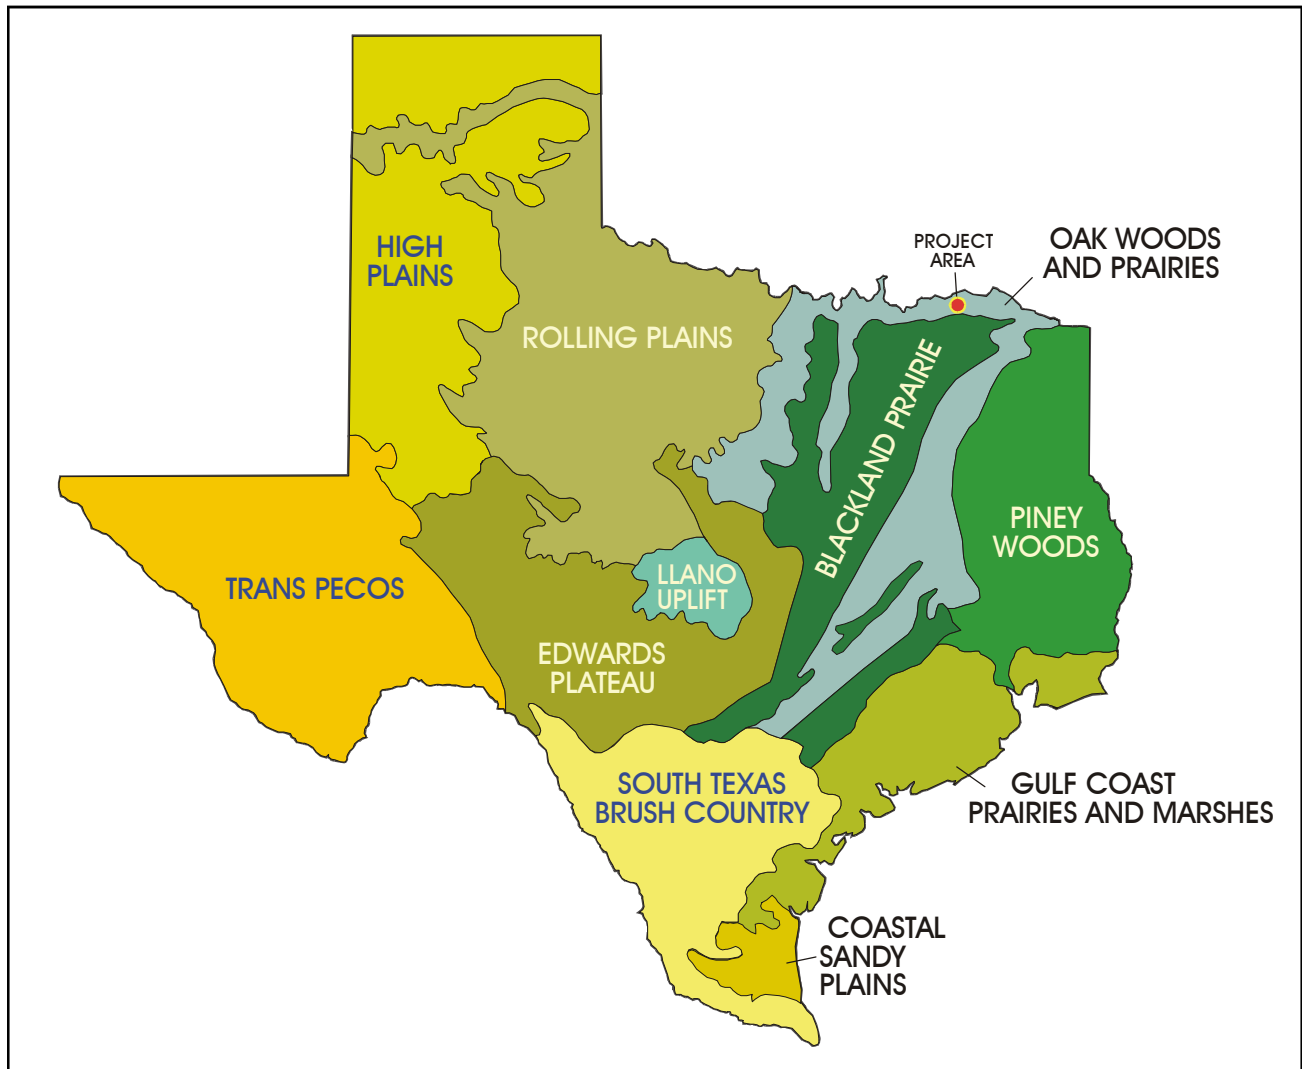 HIGH
PLAINS
PROJECT
AREA
OAK WOODS
AND PRAIRIES
ROLLING PLAINS
BLACKLAND PRAIRIE
PINEY
WOODS
TRANS PECOS
LLANO
UPLIFT
EDWARDS
PLATEAU
SOUTH TEXAS
BRUSH COUNTRY
GULF COAST
PRAIRIES AND MARSHES
COASTAL
SANDY
PLAINS